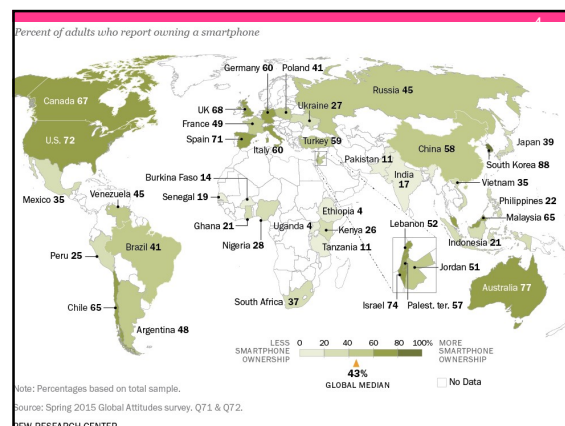 4
Percent of adults who report owning a smartphone
Germany 60
Poland 41
Russia 45
Canada 67
UK 68
Ukraine 27
France 49
U.S. 72
Spain 71
Italy 60
Turkey 59
China 58
Japan 39
South Korea 88
Pakistan 11
India
17
Burkina Faso 14
Vietnam 35
Mexico 35
Venezuela 45
Senegal 19
Ethiopia 4
Philippines 22
Lebanon 52
Malaysia 65
Ghana 21
Uganda 4
Kenya 26
Brazil 41
Nigeria 28
Tanzania 11
Indonesia 21
Peru 25
Jordan 51
Israel 74
Palest. ter. 57
Australia 77
South Africa 37
Chile 65
Argentina 48
LESS
SMARTPHONE
OWNERSHIP
0 20 40 60 80 100%
MORE
SMARTPHONE
OWNERSHIP
43%
GLOBAL MEDIAN
No Data
Note: Percentages based on total sample.
Source: Spring 2015 Global Attitudes survey. Q71 & Q72.
PEW RESEARCH CENTER